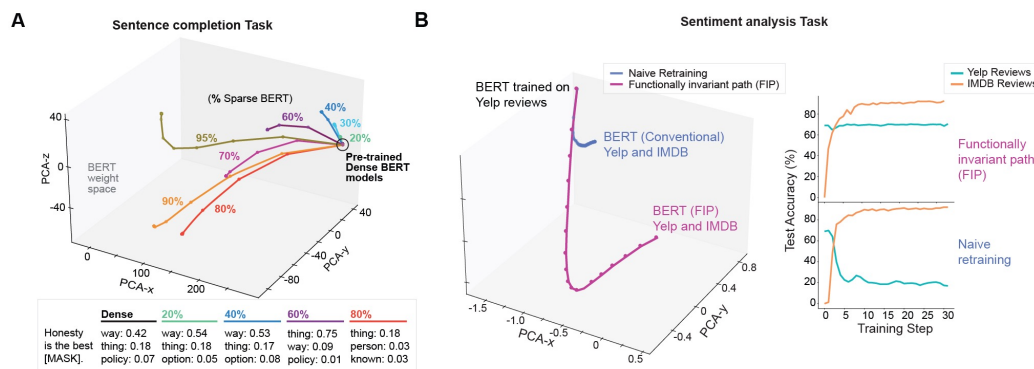 A
Sentence completion Task
(% Sparse BERT)
40%
30%
20%
60%
95%
70%
90%
80%
Pre-trained
Dense BERT
models
BERT
weight
space
PCA-z
40
0
-40
PCA-x
0
100
200
PCA-y
40
0
-40
-80
Dense 20% 40% 60% 80%
Honesty way: 0.42 way: 0.54 way: 0.53 thing: 0.75 thing: 0.18
is the best thing: 0.18 thing: 0.18 thing: 0.17 way: 0.09 person: 0.03
[MASK]. policy: 0.07 option: 0.05 option: 0.08 policy: 0.01 known: 0.03
B
Sentiment analysis Task
Naive Retraining
Functionally invariant path (FIP)
BERT trained on
Yelp reviews
BERT (Conventional)
Yelp and IMDB
BERT (FIP)
Yelp and IMDB
PCA-x
-1.5
-1.0
-0.5
0
0.5
PCA-y
-0.4
0
0.4
0.8
Yelp Reviews
IMDB Reviews
Test Accuracy (%)
100
80
60
40
20
0
Functionally
invariant path
(FIP)
100
80
60
40
20
0
Naive
retraining
0 5 10 15 20 25 30
Training Step